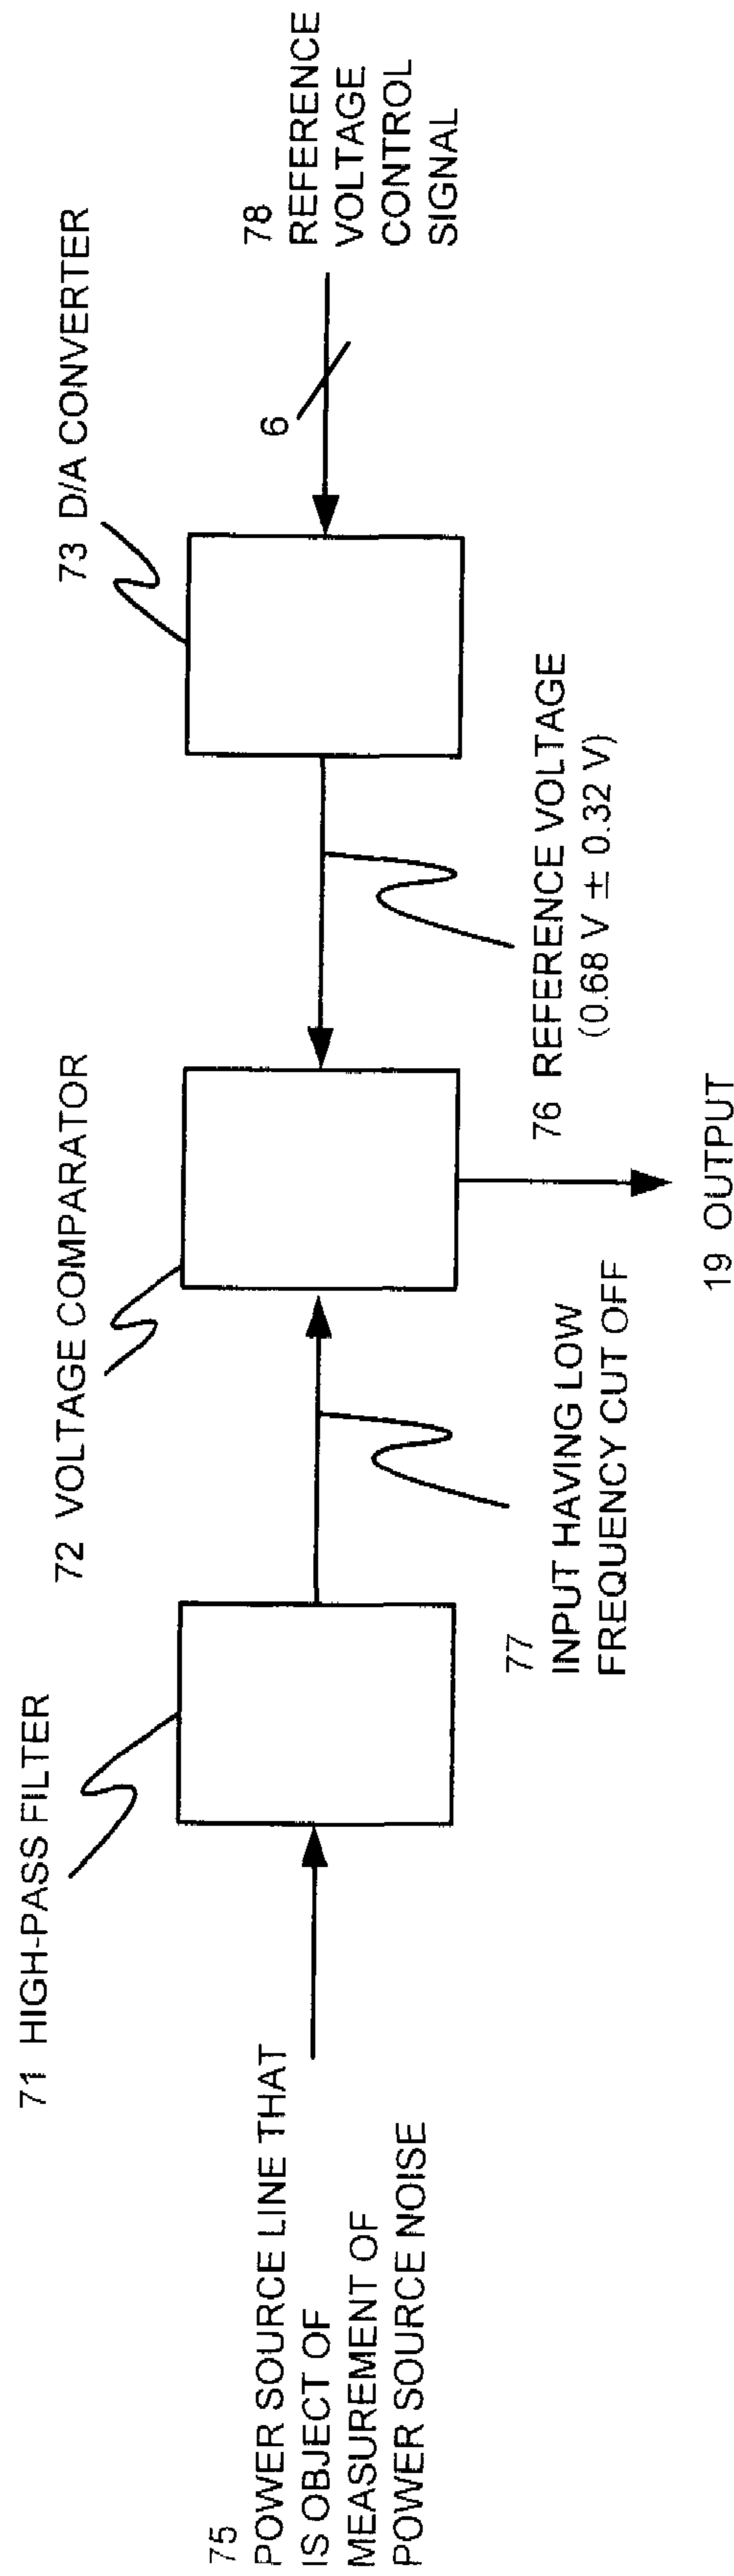 71 HIGH-PASS FILTER
72 VOLTAGE COMPARATOR
73 D/A CONVERTER
75
POWER SOURCE LINE THAT
IS OBJECT OF
MEASUREMENT OF
POWER SOURCE NOISE
6
78
REFERENCE
VOLTAGE
CONTROL
SIGNAL
77
INPUT HAVING LOW
FREQUENCY CUT OFF
76 REFERENCE VOLTAGE
(0.68 V ± 0.32 V)
19 OUTPUT